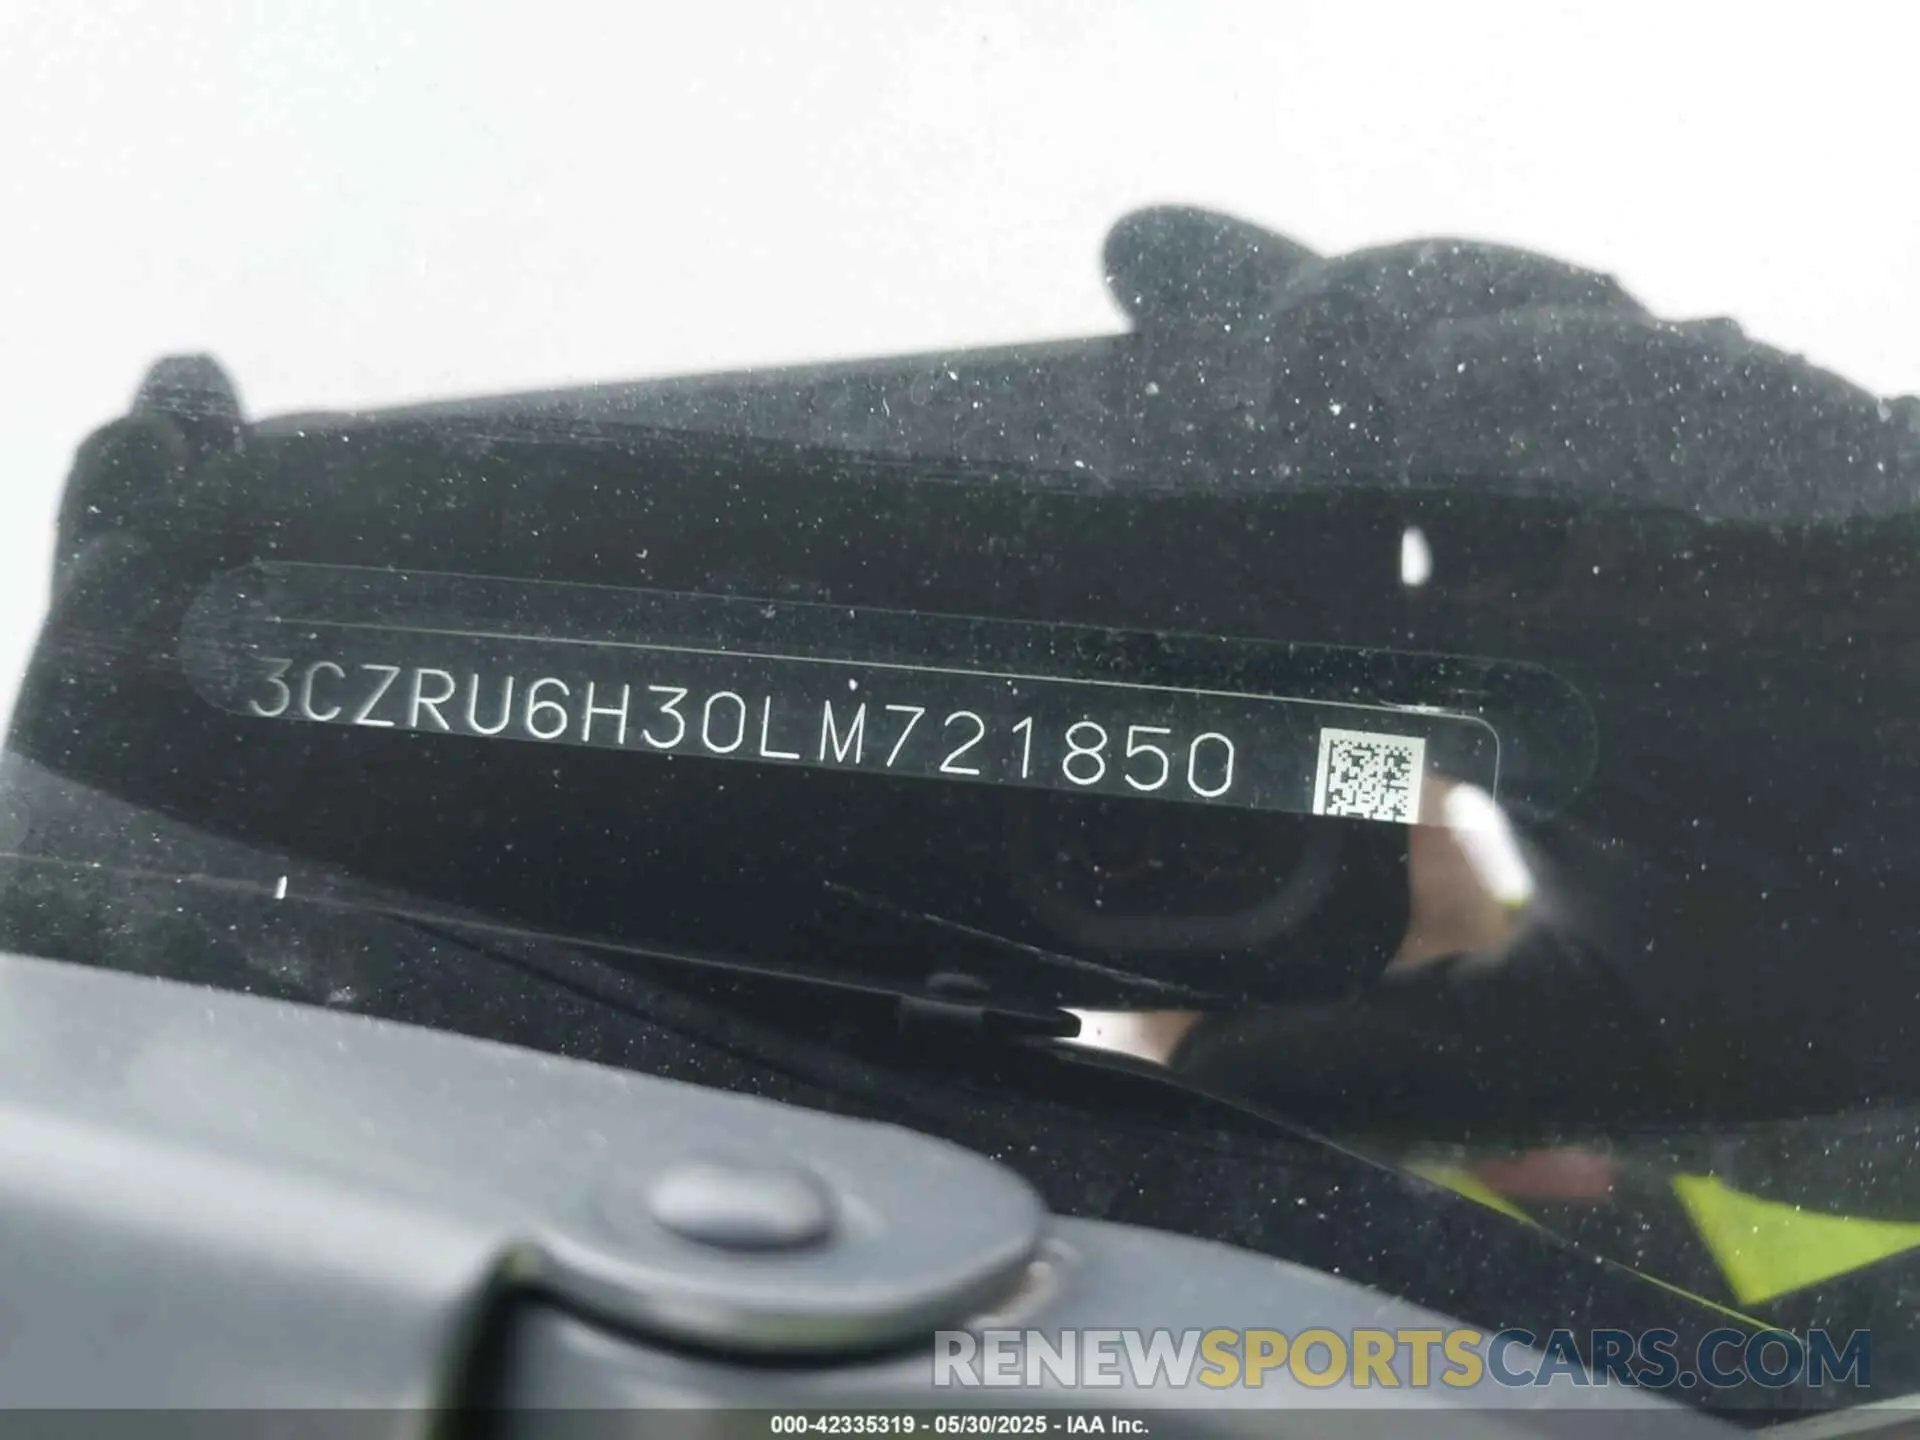 3CZRU6H30LM721850
RENEWSPORTSCARS.COM
000-42335319 - 05/30/2025 - IAA Inc.